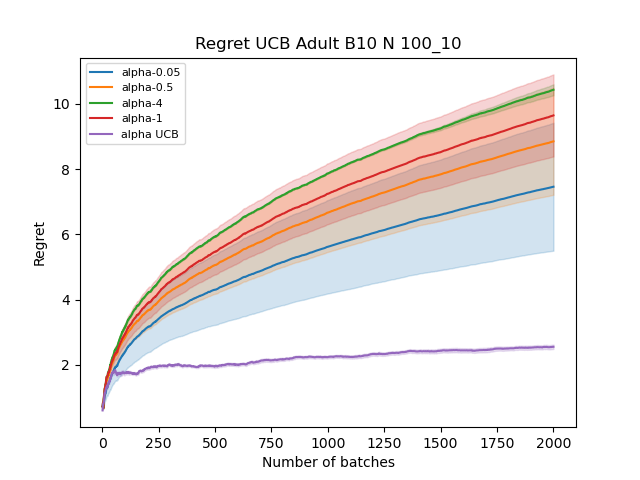 Regret UCB Adult B10 N 100_10
alpha-0.05
alpha-0.5
alpha-4
alpha-1
alpha UCB
10
8
6
4
2
Regret
0 250 500 750 1000 1250 1500 1750 2000
Number of batches